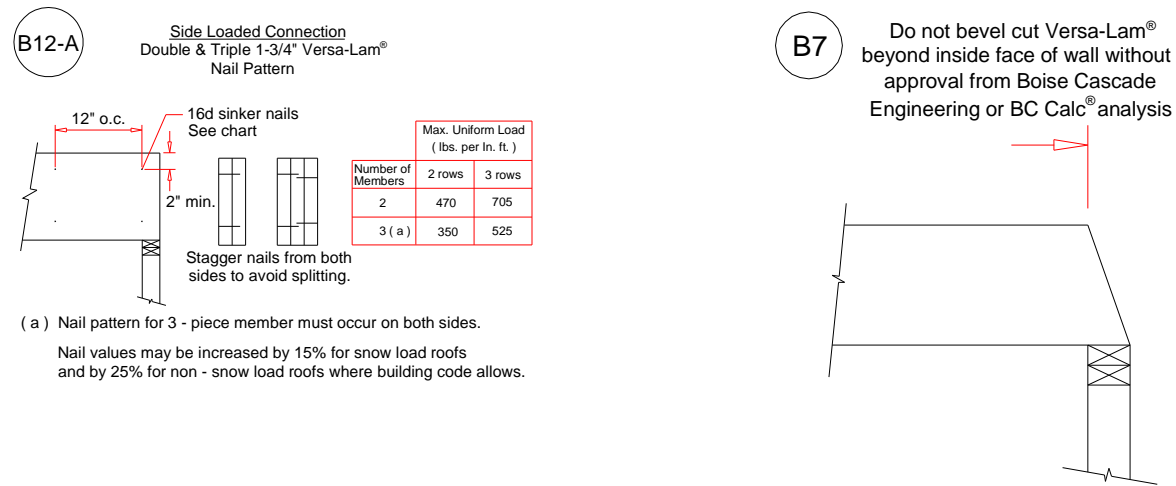 B12-A
Side Loaded Connection
Double & Triple 1-3/4" Versa-Lam®
Nail Pattern
12" o.c.
16d sinker nails
See chart
2" min.
Max. Uniform Load
( lbs. per ln. ft. )
Number of
Members
2 rows
3 rows
2
470
705
3 ( a )
350
525
Stagger nails from both
sides to avoid splitting.
( a ) Nail pattern for 3 - piece member must occur on both sides.
Nail values may be increased by 15% for snow load roofs
and by 25% for non - snow load roofs where building code allows.
B7
Do not bevel cut Versa-Lam®
beyond inside face of wall without
approval from Boise Cascade
Engineering or BC Calc® analysis